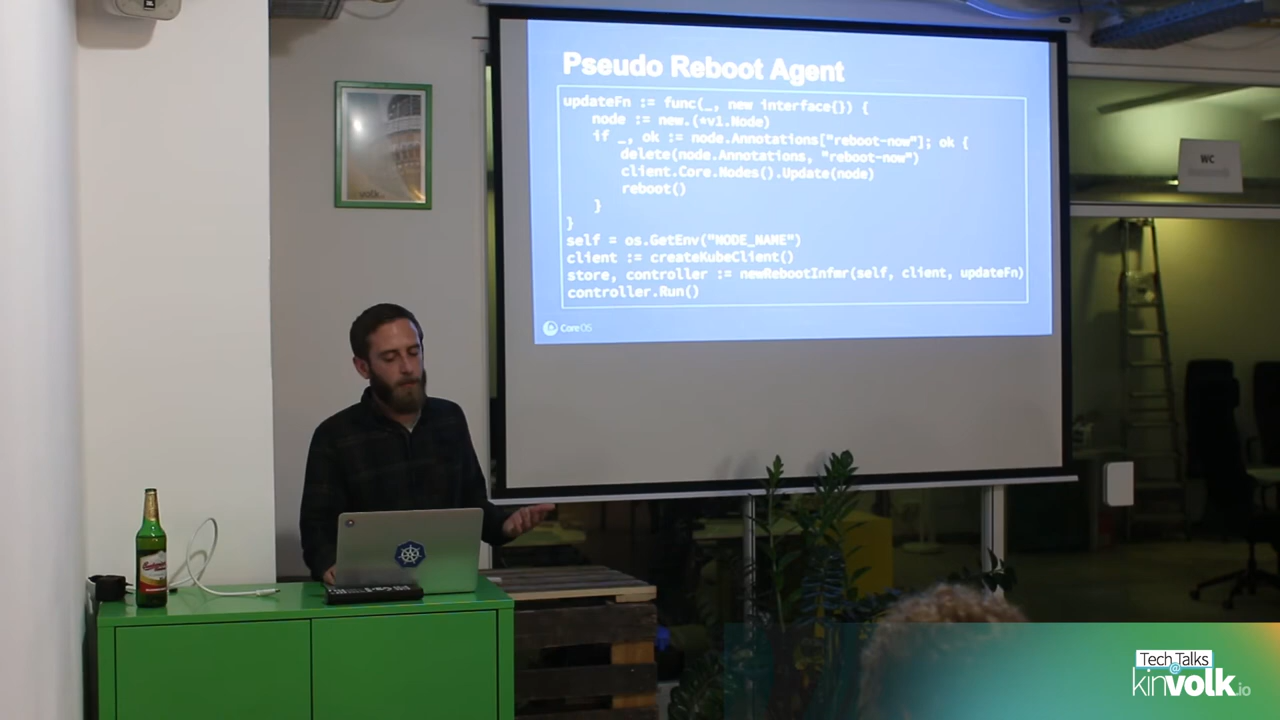 Pseudo Reboot Agent
updateFn := func(_, new interface{}) {
node := new.(*v1.Node)
if _, ok := node.Annotations["reboot-now"]; ok {
delete(node.Annotations, "reboot-now")
client.Core.Nodes().Update(node)
reboot()
}
}
self = os.GetEnv("NODE_NAME")
client := createKubeClient()
store, controller := newRebootInfmr(self, client, updateFn)
controller.Run()
CoreOS
WC
volk
Tech Talks
@
kinvolk.io